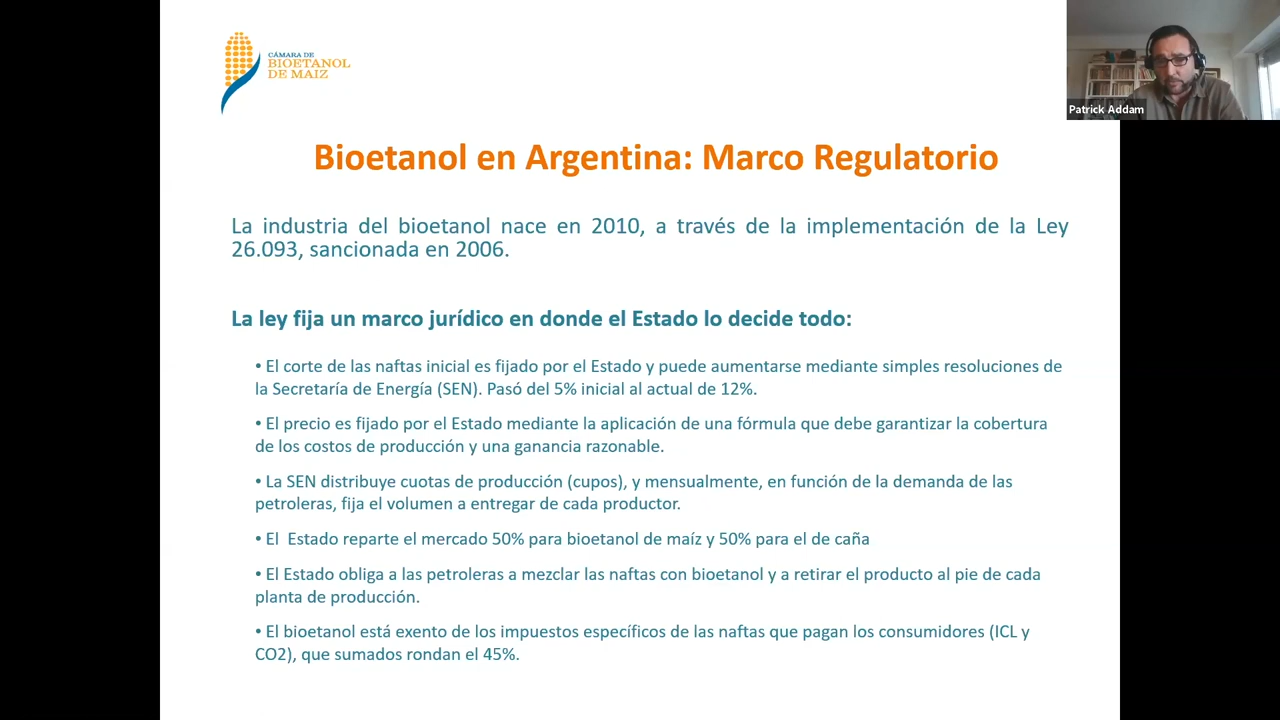 CÁMARA DE
BIOETANOL
DE MAIZ
Patrick Addam
Bioetanol en Argentina: Marco Regulatorio
La industria del bioetanol nace en 2010, a través de la implementación de la Ley
26.093, sancionada en 2006.
La ley fija un marco jurídico en donde el Estado lo decide todo:
• El corte de las naftas inicial es fijado por el Estado y puede aumentarse mediante simples resoluciones de
la Secretaría de Energía (SEN). Pasó del 5% inicial al actual de 12%.
• El precio es fijado por el Estado mediante la aplicación de una fórmula que debe garantizar la cobertura
de los costos de producción y una ganancia razonable.
• La SEN distribuye cuotas de producción (cupos), y mensualmente, en función de la demanda de las
petroleras, fija el volumen a entregar de cada productor.
• El  Estado reparte el mercado 50% para bioetanol de maíz y 50% para el de caña
• El Estado obliga a las petroleras a mezclar las naftas con bioetanol y a retirar el producto al pie de cada
planta de producción.
• El bioetanol está exento de los impuestos específicos de las naftas que pagan los consumidores (ICL y
CO2), que sumados rondan el 45%.